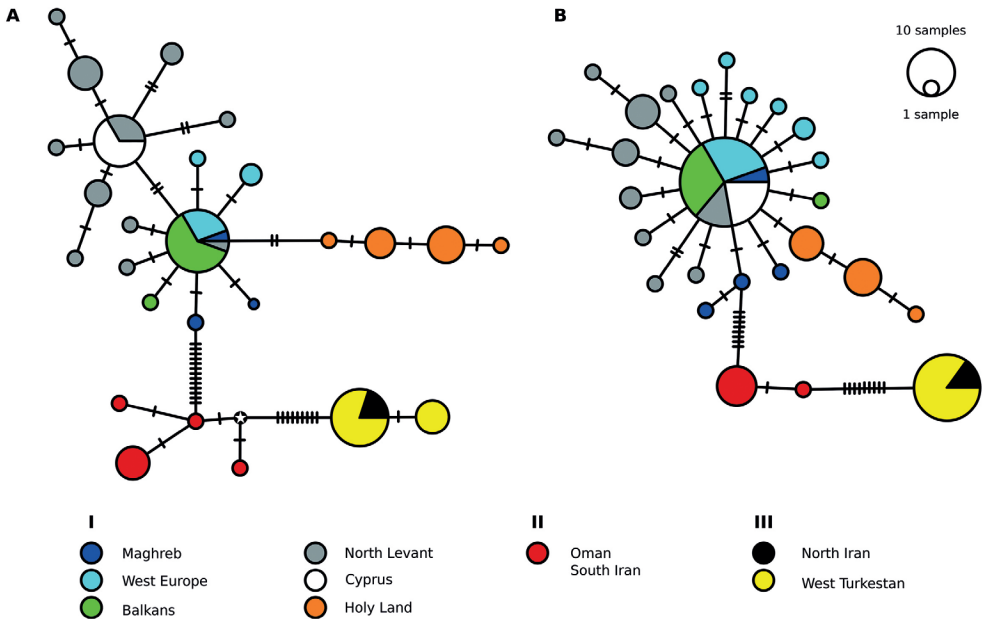 A
B
10 samples
1 sample
I
Maghreb
West Europe
Balkans
North Levant
Cyprus
Holy Land
II
Oman
South Iran
III
North Iran
West Turkestan